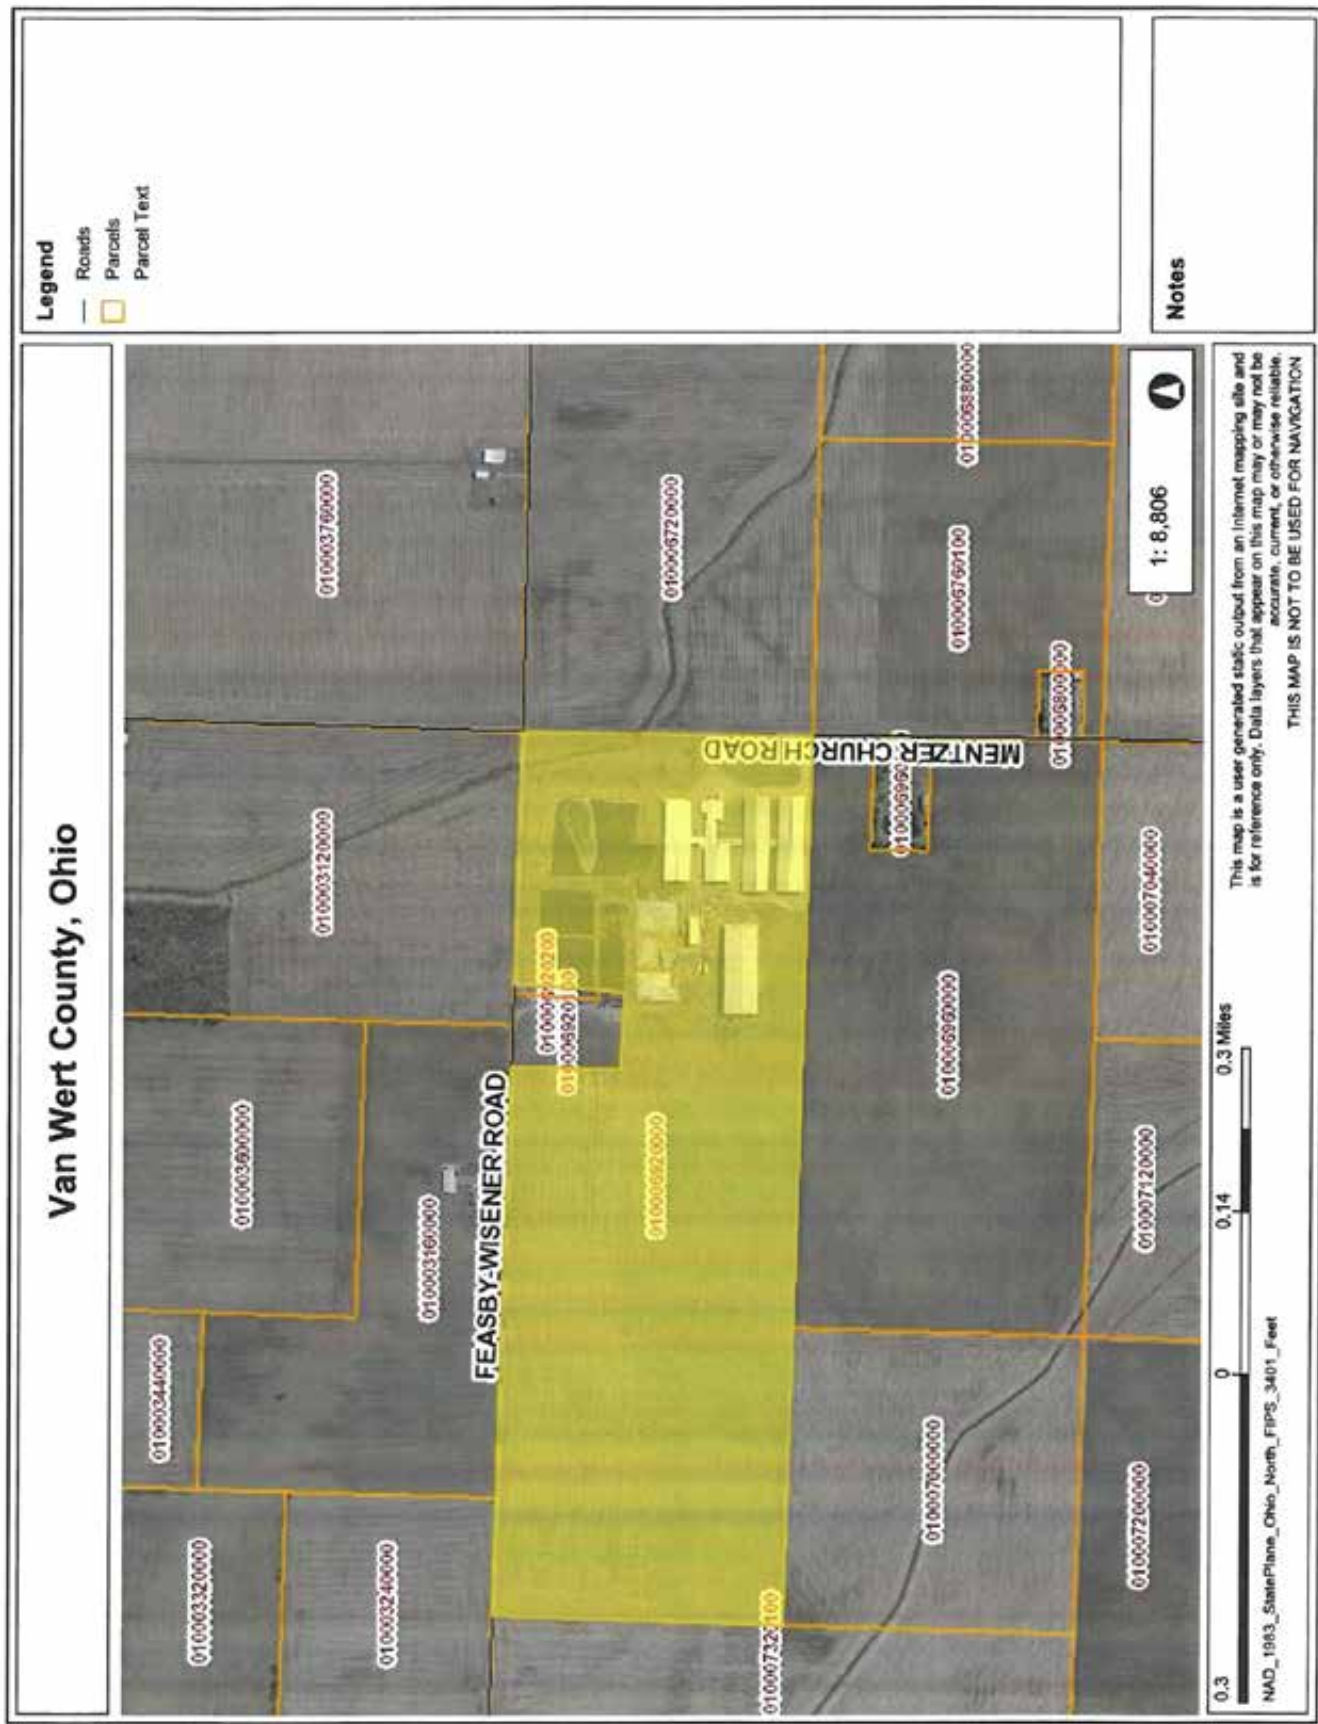 Van Wert County, Ohio
Legend
Roads
Parcels
Parcel Text
010003320000
010003440000
010003600000
010003120000
010003760000
010003240000
010003160000
FEASBY-WISENER ROAD
010006920000
010006720000
010007320100
MENTZER CHURCH ROAD
010007000000
010006960000
010006760100
010006880000
010007200000
010007120000
010007040000
1: 8,806
Notes
0.3
0
0.14
0.3 Miles
NAD_1983_StatePlane_Ohio_North_FIPS_3401_Feet
This map is a user generated static output from an Internet mapping site and
is for reference only. Data layers that appear on this map may or may not be
accurate, current, or otherwise reliable.
THIS MAP IS NOT TO BE USED FOR NAVIGATION